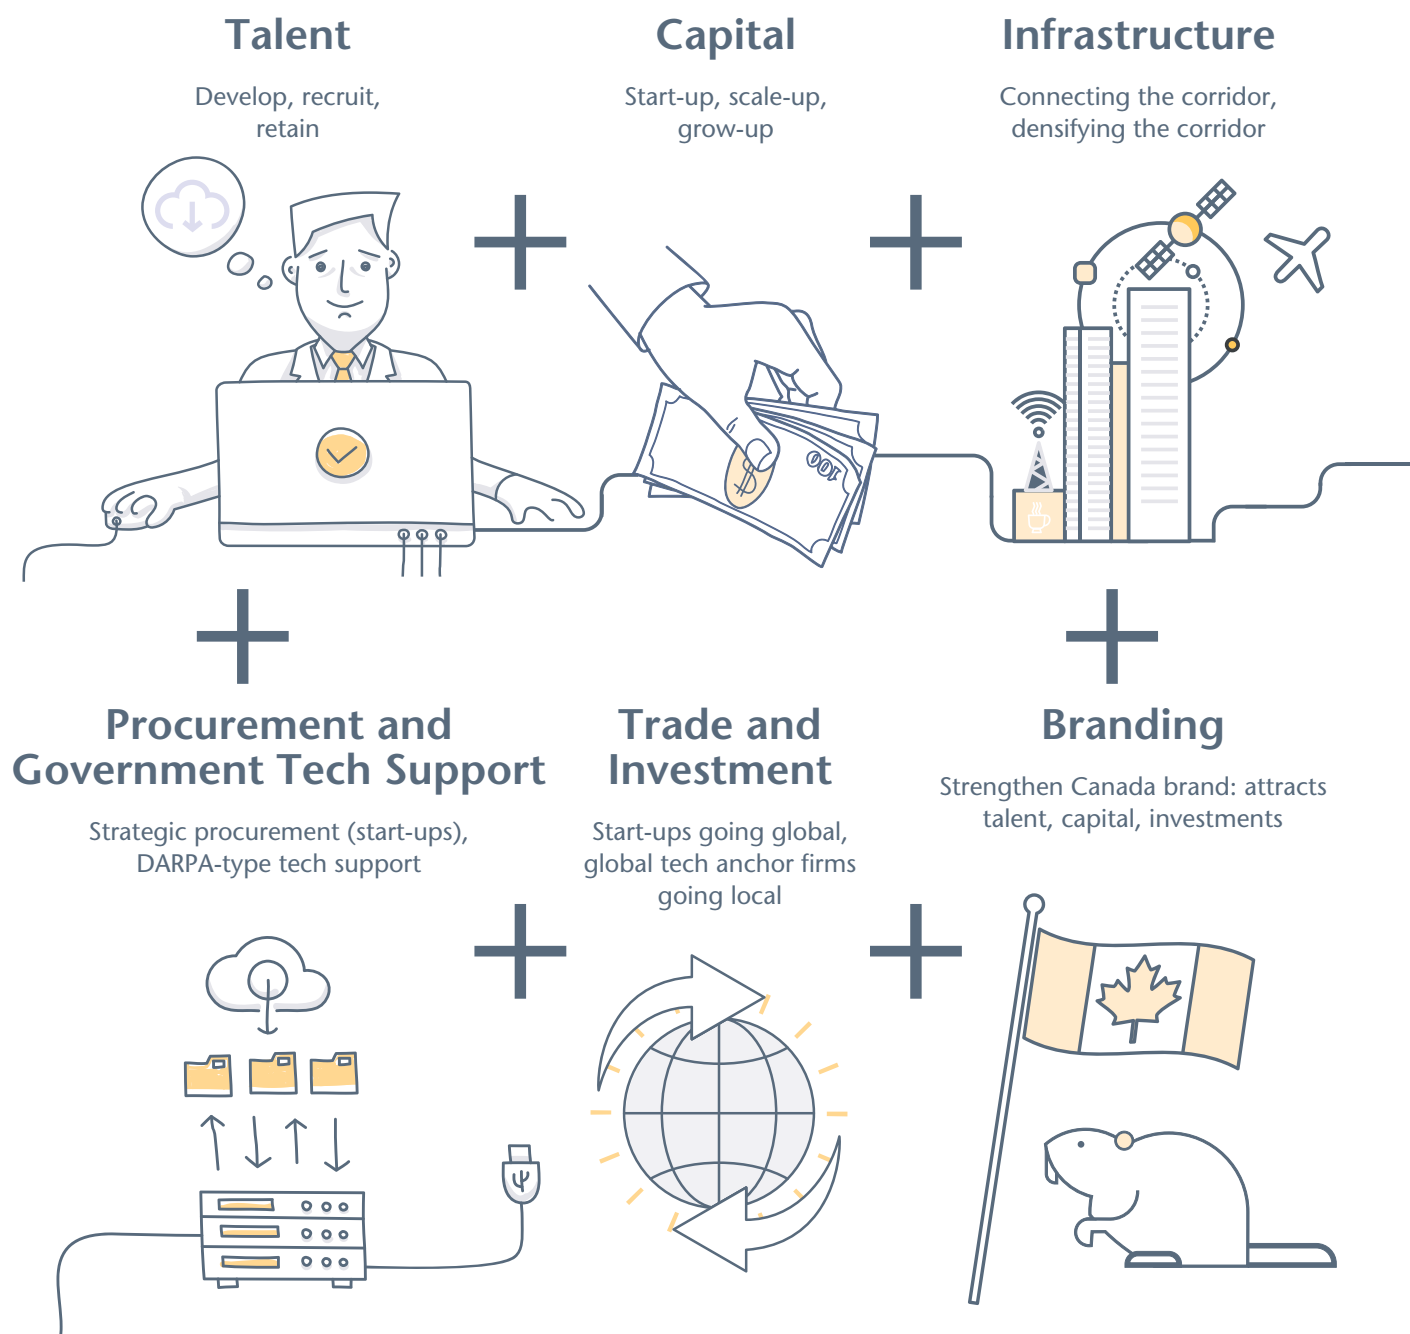 Talent
Develop, recruit,
retain
Capital
Start-up, scale-up,
grow-up
Infrastructure
Connecting the corridor,
densifying the corridor
$
100
Procurement and
Government Tech Support
Strategic procurement (start-ups),
DARPA-type tech support
Trade and
Investment
Start-ups going global,
global tech anchor firms
going local
Branding
Strengthen Canada brand: attracts
talent, capital, investments